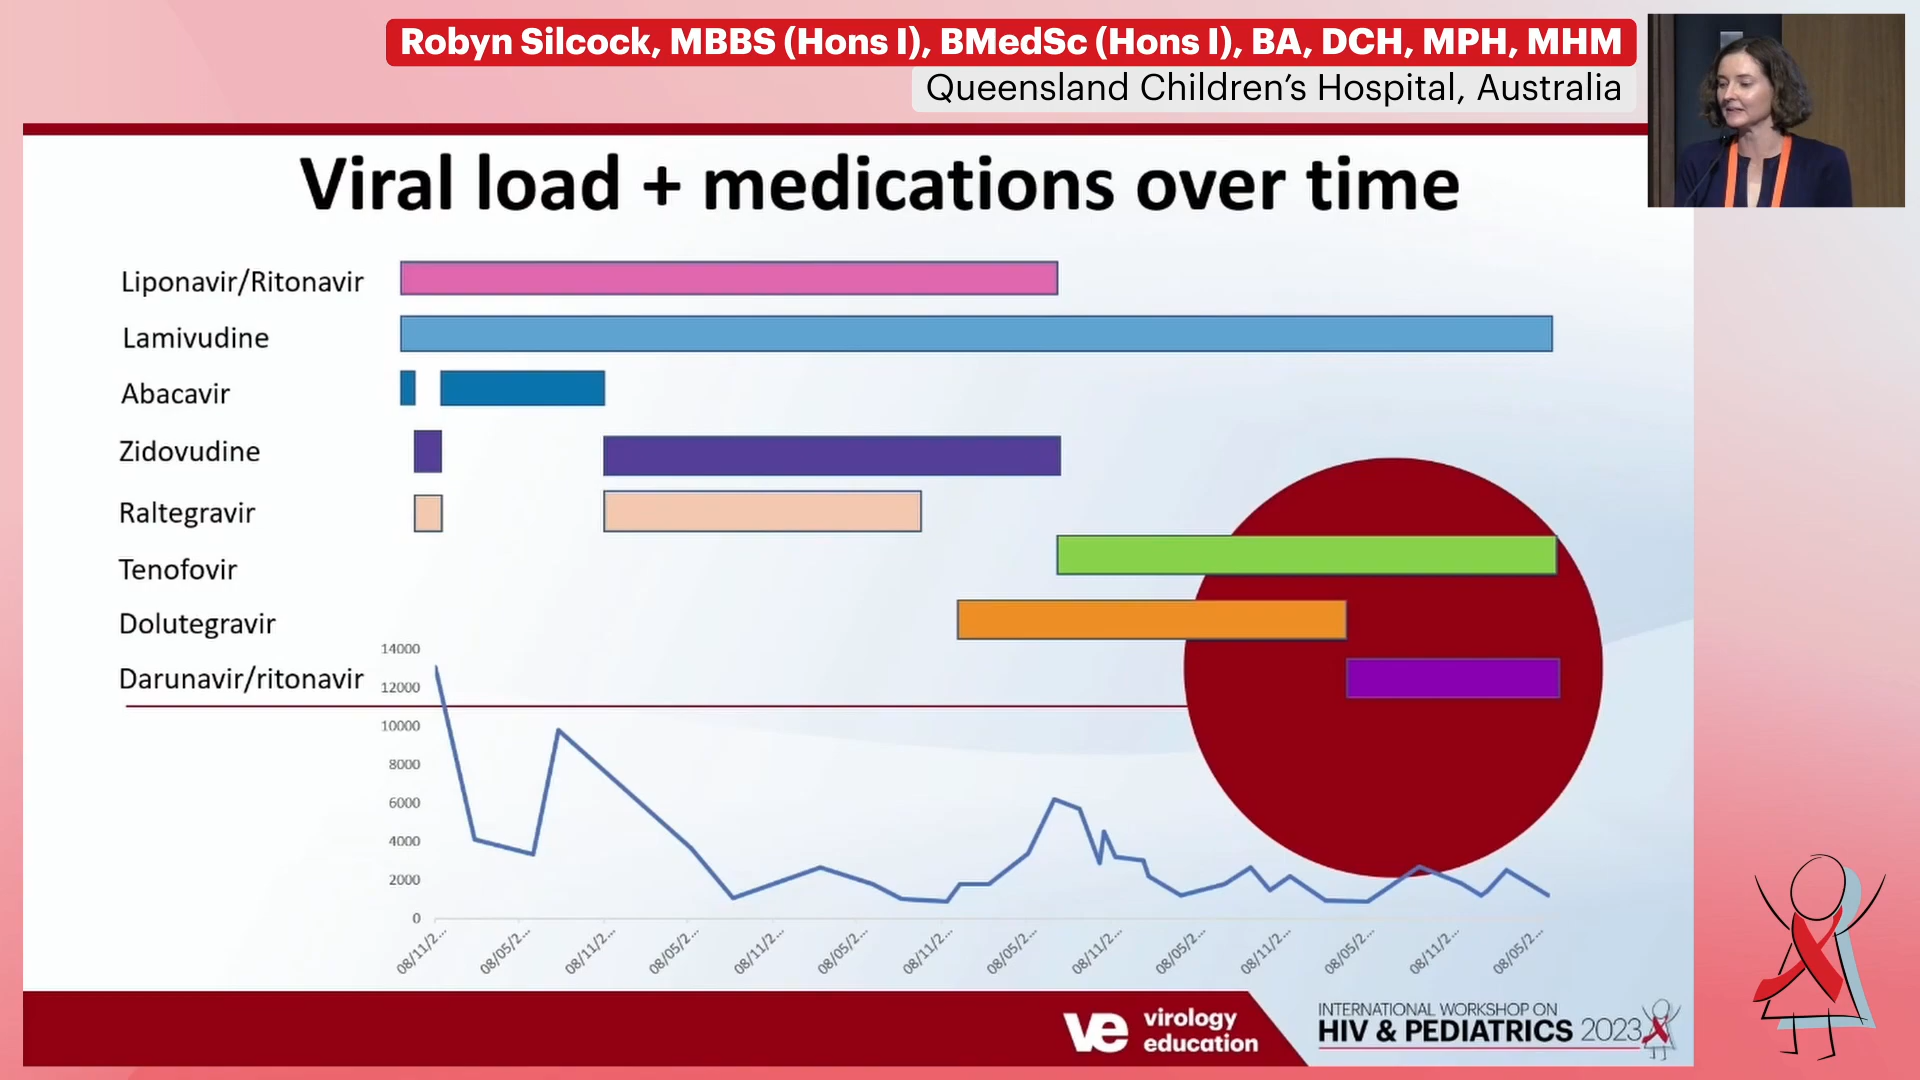 Robyn Silcock, MBBS (Hons I), BMedSc (Hons I), BA, DCH, MPH, MHM
Queensland Children's Hospital, Australia
Viral load + medications over time
Liponavir/Ritonavir
Lamivudine
Abacavir
Zidovudine
Raltegravir
Tenofovir
Dolutegravir
Darunavir/ritonavir
14000
12000
10000
8000
6000
4000
2000
0
08/11/2...
08/05/2...
08/11/2...
08/05/2...
08/11/2...
08/05/2...
08/11/2...
08/05/2...
08/11/2...
08/05/2...
08/11/2...
08/05/2...
08/11/2...
08/05/2...
ve virology education
INTERNATIONAL WORKSHOP ON
HIV & PEDIATRICS 2023